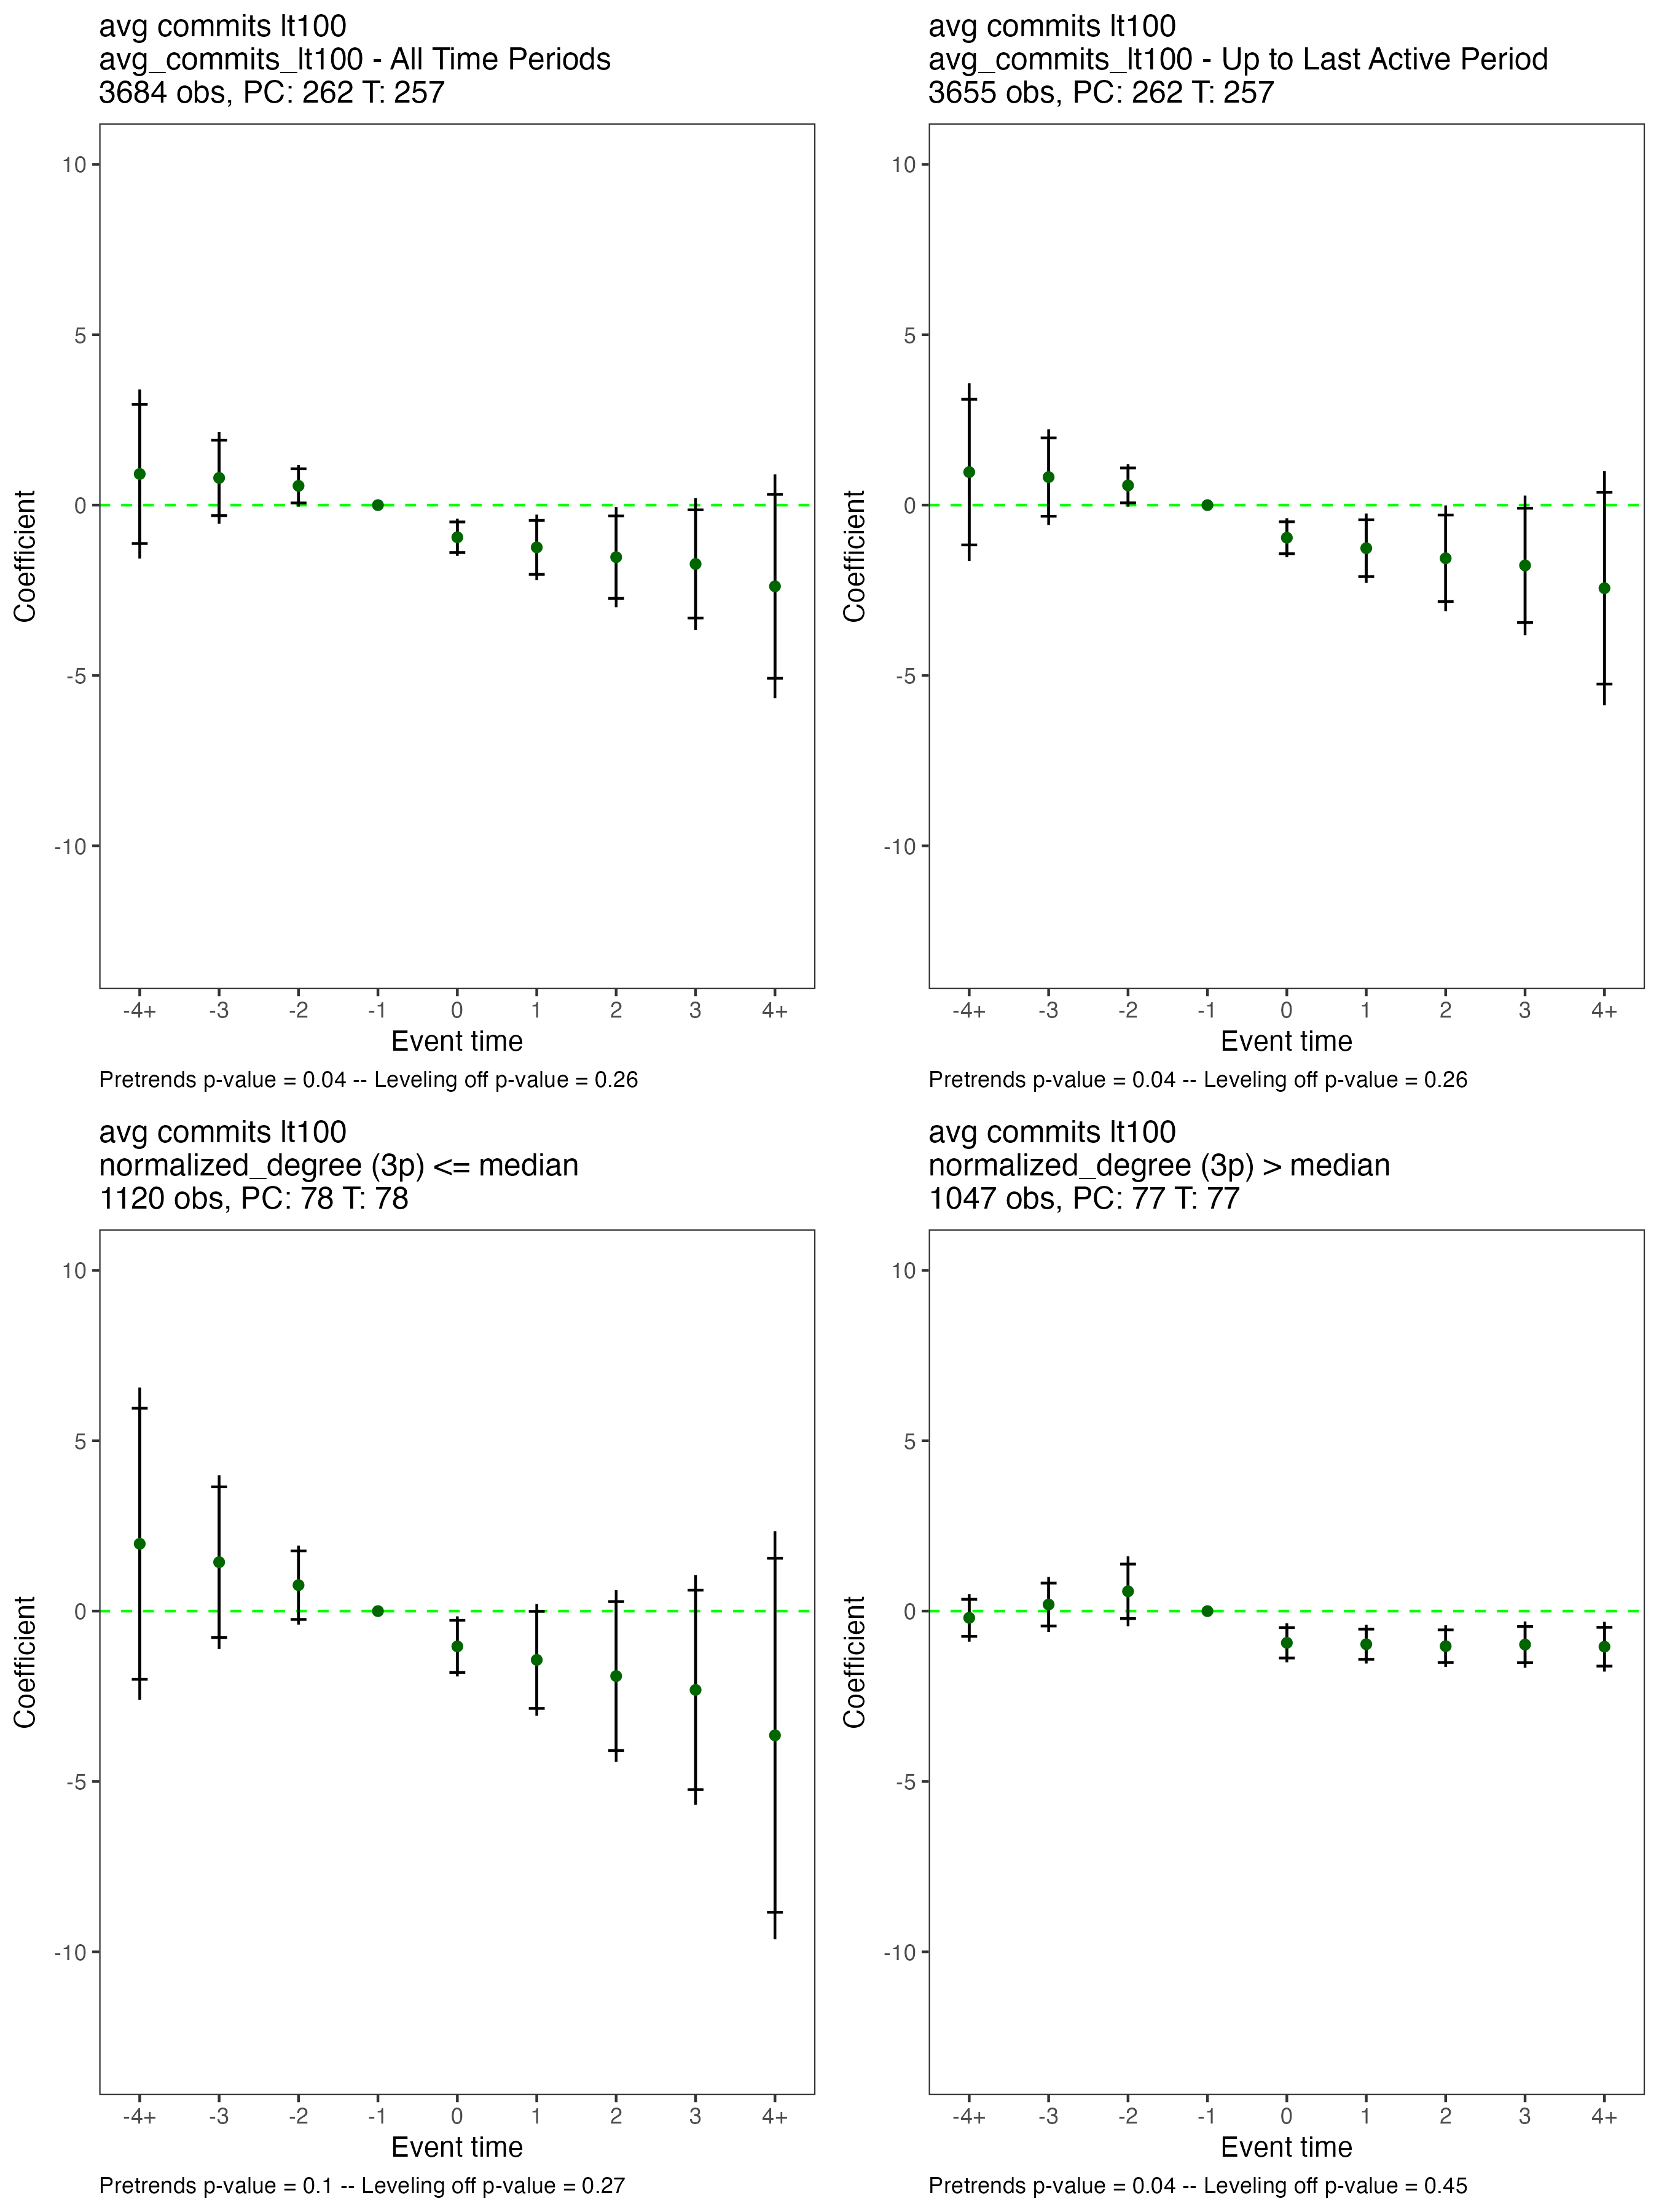 avg commits lt100
avg_commits_lt100 - All Time Periods
3684 obs, PC: 262 T: 257
10
5
0
-5
-10
Coefficient
-4+ -3 -2 -1 0 1 2 3 4+
Event time
Pretrends p-value = 0.04 -- Leveling off p-value = 0.26
avg commits lt100
avg_commits_lt100 - Up to Last Active Period
3655 obs, PC: 262 T: 257
10
5
0
-5
-10
Coefficient
-4+ -3 -2 -1 0 1 2 3 4+
Event time
Pretrends p-value = 0.04 -- Leveling off p-value = 0.26
avg commits lt100
normalized_degree (3p) <= median
1120 obs, PC: 78 T: 78
10
5
0
-5
-10
Coefficient
-4+ -3 -2 -1 0 1 2 3 4+
Event time
Pretrends p-value = 0.1 -- Leveling off p-value = 0.27
avg commits lt100
normalized_degree (3p) > median
1047 obs, PC: 77 T: 77
10
5
0
-5
-10
Coefficient
-4+ -3 -2 -1 0 1 2 3 4+
Event time
Pretrends p-value = 0.04 -- Leveling off p-value = 0.45